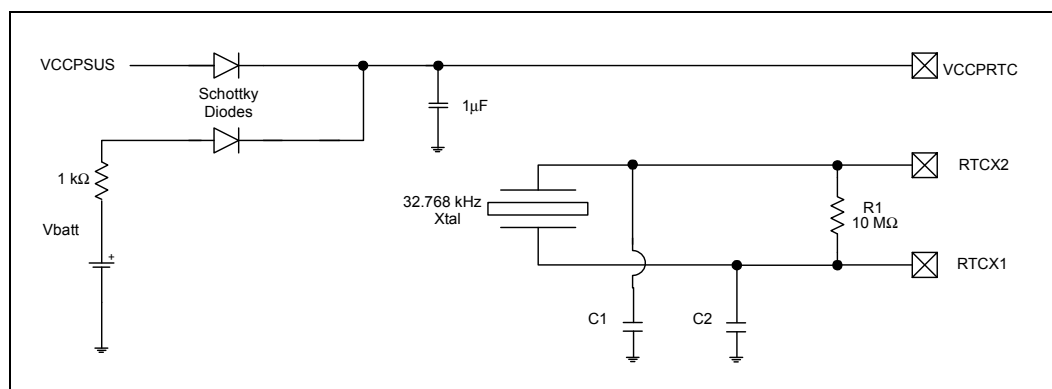 VCCPSUS
Schottky
Diodes
1μF
VCCPRTC
1 kΩ
Vbatt
+
32.768 kHz
Xtal
RTCX2
R1
10 MΩ
RTCX1
C1
C2